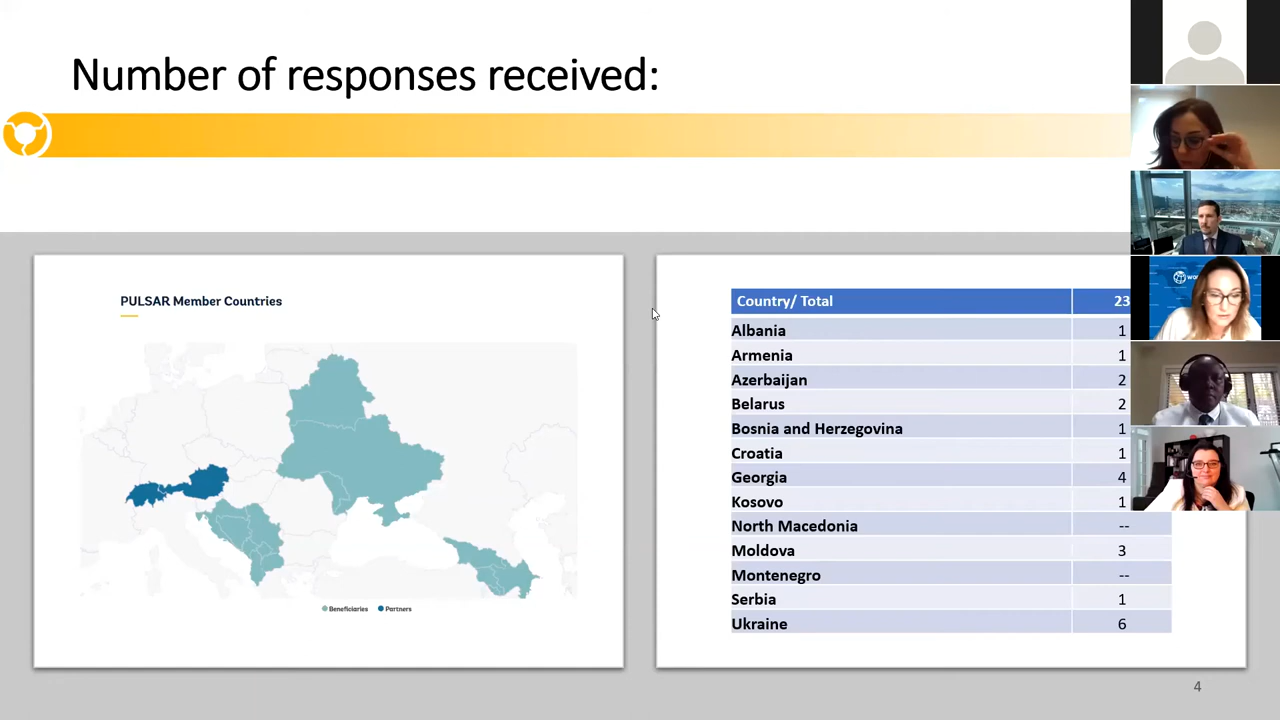 Number of responses received:
PULSAR Member Countries
Beneficiaries Partners
Country/ Total 23
Albania 1
Armenia 1
Azerbaijan 2
Belarus 2
Bosnia and Herzegovina 1
Croatia 1
Georgia 4
Kosovo 1
North Macedonia --
Moldova 3
Montenegro --
Serbia 1
Ukraine 6
4